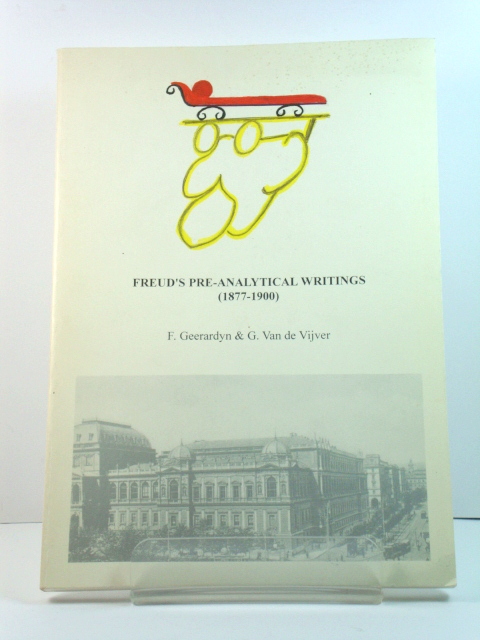 FREUD'S PRE-ANALYTICAL WRITINGS
(1877-1900)
F. Geerardyn & G. Van de Vijver